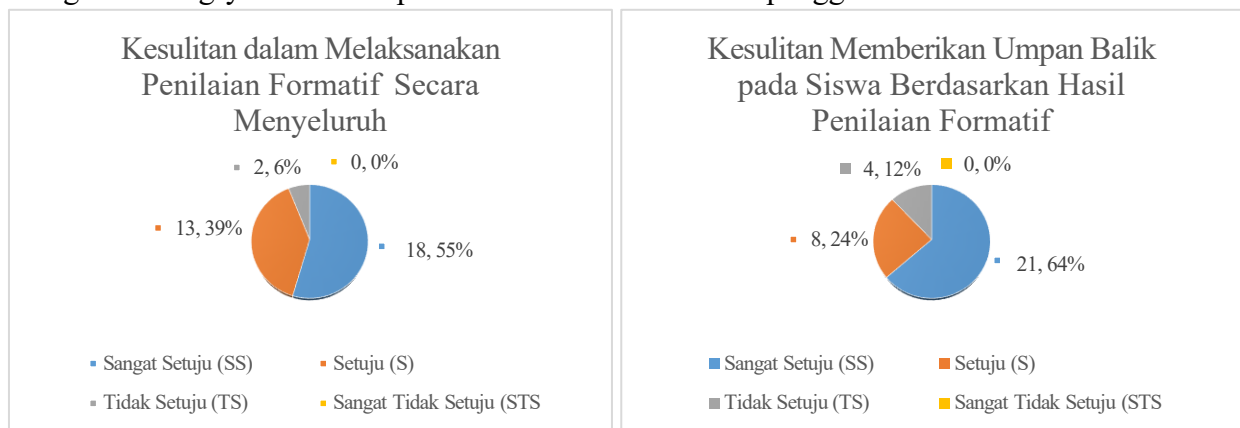 Kesulitan dalam Melaksanakan
Penilaian Formatif Secara
Menyeluruh
2, 6%
0, 0%
13, 39%
18, 55%
Sangat Setuju (SS)
Setuju (S)
Tidak Setuju (TS)
Sangat Tidak Setuju (STS
Kesulitan Memberikan Umpan Balik
pada Siswa Berdasarkan Hasil
Penilaian Formatif
4, 12%
0, 0%
8, 24%
21, 64%
Sangat Setuju (SS)
Setuju (S)
Tidak Setuju (TS)
Sangat Tidak Setuju (STS